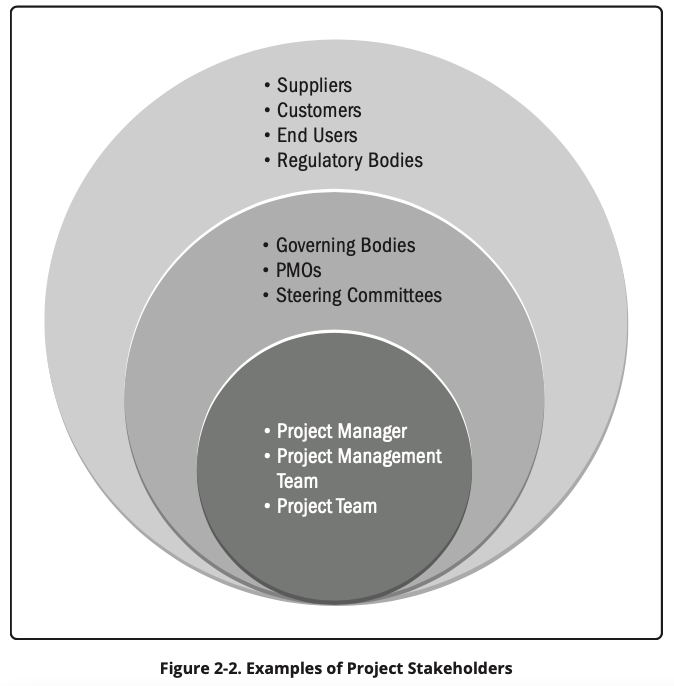 • Suppliers
• Customers
• End Users
• Regulatory Bodies
• Governing Bodies
• PMOs
• Steering Committees
• Project Manager
• Project Management
Team
• Project Team
Figure 2-2. Examples of Project Stakeholders